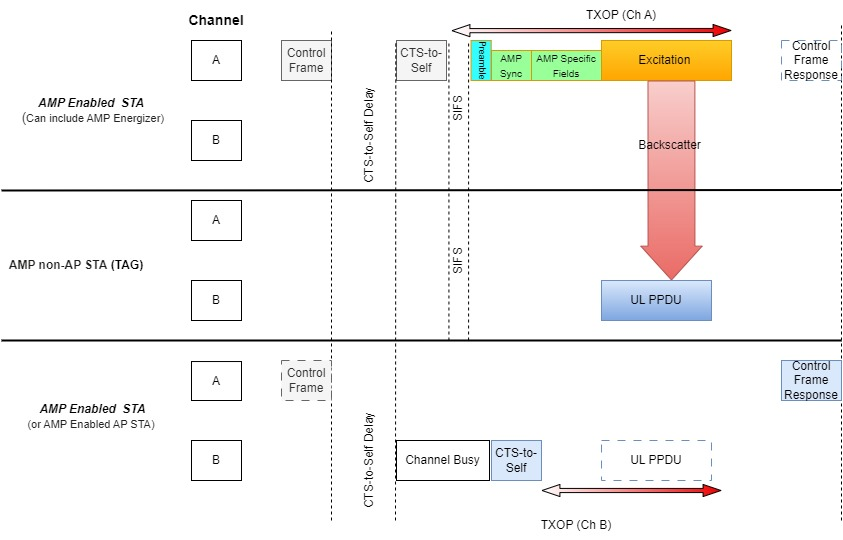 TXOP (Ch A)
Channel
A
Control
Frame
CTS-to-
Self
Preamble
AMP
Sync
AMP Specific
Fields
Excitation
Control
Frame
Response
AMP Enabled STA
(Can include AMP Energizer)
CTS-to-Self Delay
SIFS
B
Backscatter
A
AMP non-AP STA (TAG)
SIFS
B
UL PPDU
A
Control
Frame
Control
Frame
Response
AMP Enabled STA
(or AMP Enabled AP STA)
CTS-to-Self Delay
B
Channel Busy
CTS-to-
Self
UL PPDU
TXOP (Ch B)